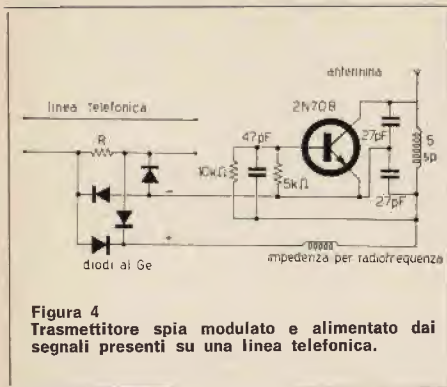 antennina
linea telefonica
2N708
R
47pF
27pF
5
sp
10kΩ
5kΩ
27pF
-
+
diodi al Ge
impedenza per radiofrequenza
Figura 4
Trasmettitore spia modulato e alimentato dai
segnali presenti su una linea telefonica.